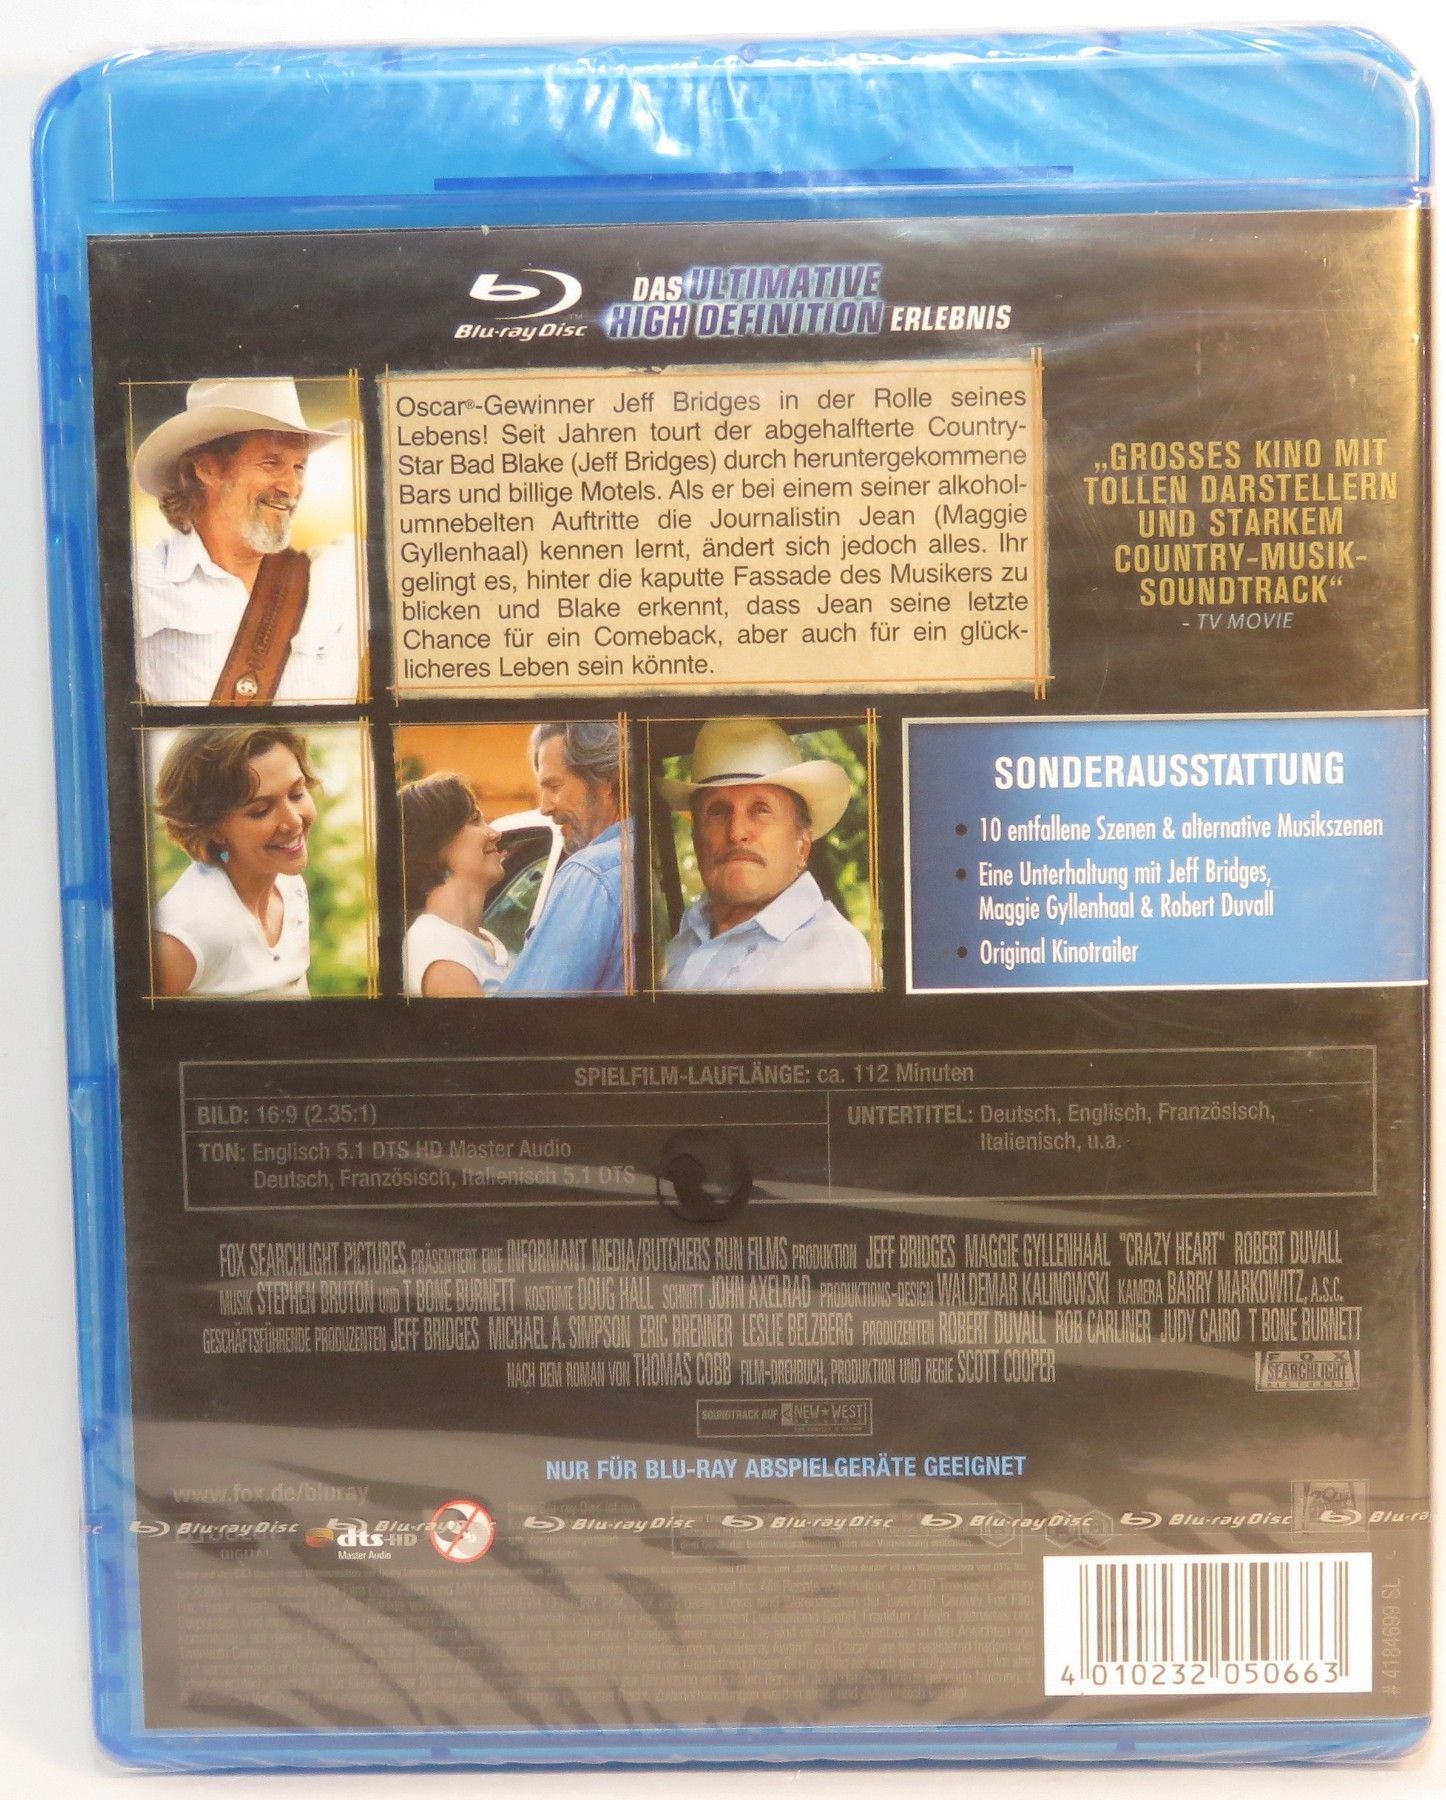 Blu-ray Disc
DAS ULTIMATIVE
HIGH DEFINITION ERLEBNIS
Oscar®-Gewinner Jeff Bridges in der Rolle seines
Lebens! Seit Jahren tourt der abgehalfterte Country-
Star Bad Blake (Jeff Bridges) durch heruntergekommene
Bars und billige Motels. Als er bei einem seiner alkohol-
umnebelten Auftritte die Journalistin Jean (Maggie
Gyllenhaal) kennen lernt, ändert sich jedoch alles. Ihr
gelingt es, hinter die kaputte Fassade des Musikers zu
blicken und Blake erkennt, dass Jean seine letzte
Chance für ein Comeback, aber auch für ein glück-
licheres Leben sein könnte.
„GROSSES KINO MIT
TOLLEN DARSTELLERN
UND STARKEM
COUNTRY-MUSIK-
SOUNDTRACK“
- TV MOVIE
SONDERAUSSTATTUNG
• 10 entfallene Szenen & alternative Musikszenen
• Eine Unterhaltung mit Jeff Bridges,
Maggie Gyllenhaal & Robert Duvall
• Original Kinotrailer
SPIELFILM-LAUFLÄNGE: ca. 112 Minuten
BILD: 16:9 (2.35:1)
TON: Englisch 5.1 DTS HD Master Audio
Deutsch, Französisch, Italienisch 5.1 DTS
UNTERTITEL: Deutsch, Englisch, Französisch,
Italienisch, u.a.
FOX SEARCHLIGHT PICTURES PRÄSENTIERT EINE INFORMANT MEDIA/BUTCHERS RUN FILMS PRODUKTION JEFF BRIDGES MAGGIE GYLLENHAAL "CRAZY HEART" ROBERT DUVALL
MUSIK STEPHEN BRUTON UND T BONE BURNETT KOSTÜME DOUG HALL SCHNITT JOHN AXELRAD PRODUKTIONS-DESIGN WALDEMAR KALINOWSKI KAMERA BARRY MARKOWITZ, A.S.C.
GESCHÄFTSFÜHRENDE PRODUZENTEN JEFF BRIDGES MICHAEL A. SIMPSON ERIC BRENNER LESLIE BELZBERG PRODUZENTEN ROBERT DUVALL ROB CARLINER JUDY CAIRO T BONE BURNETT
NACH DEM ROMAN VON THOMAS COBB FILM-DREHBUCH, PRODUKTION UND REGIE SCOTT COOPER
FOX
SEARCHLIGHT
PICTURES
SOUNDTRACK AUF NEW★WEST
NUR FÜR BLU-RAY ABSPIELGERÄTE GEEIGNET
www.fox.de/bluray
Blu-ray Disc Blu-ray Blu-ray Disc Blu-ray Disc Blu-ray Disc Blu-ray Disc Blu-ra
DIGITAL
dts-HD
Master Audio
4 010232 050663
# 4184699 SL